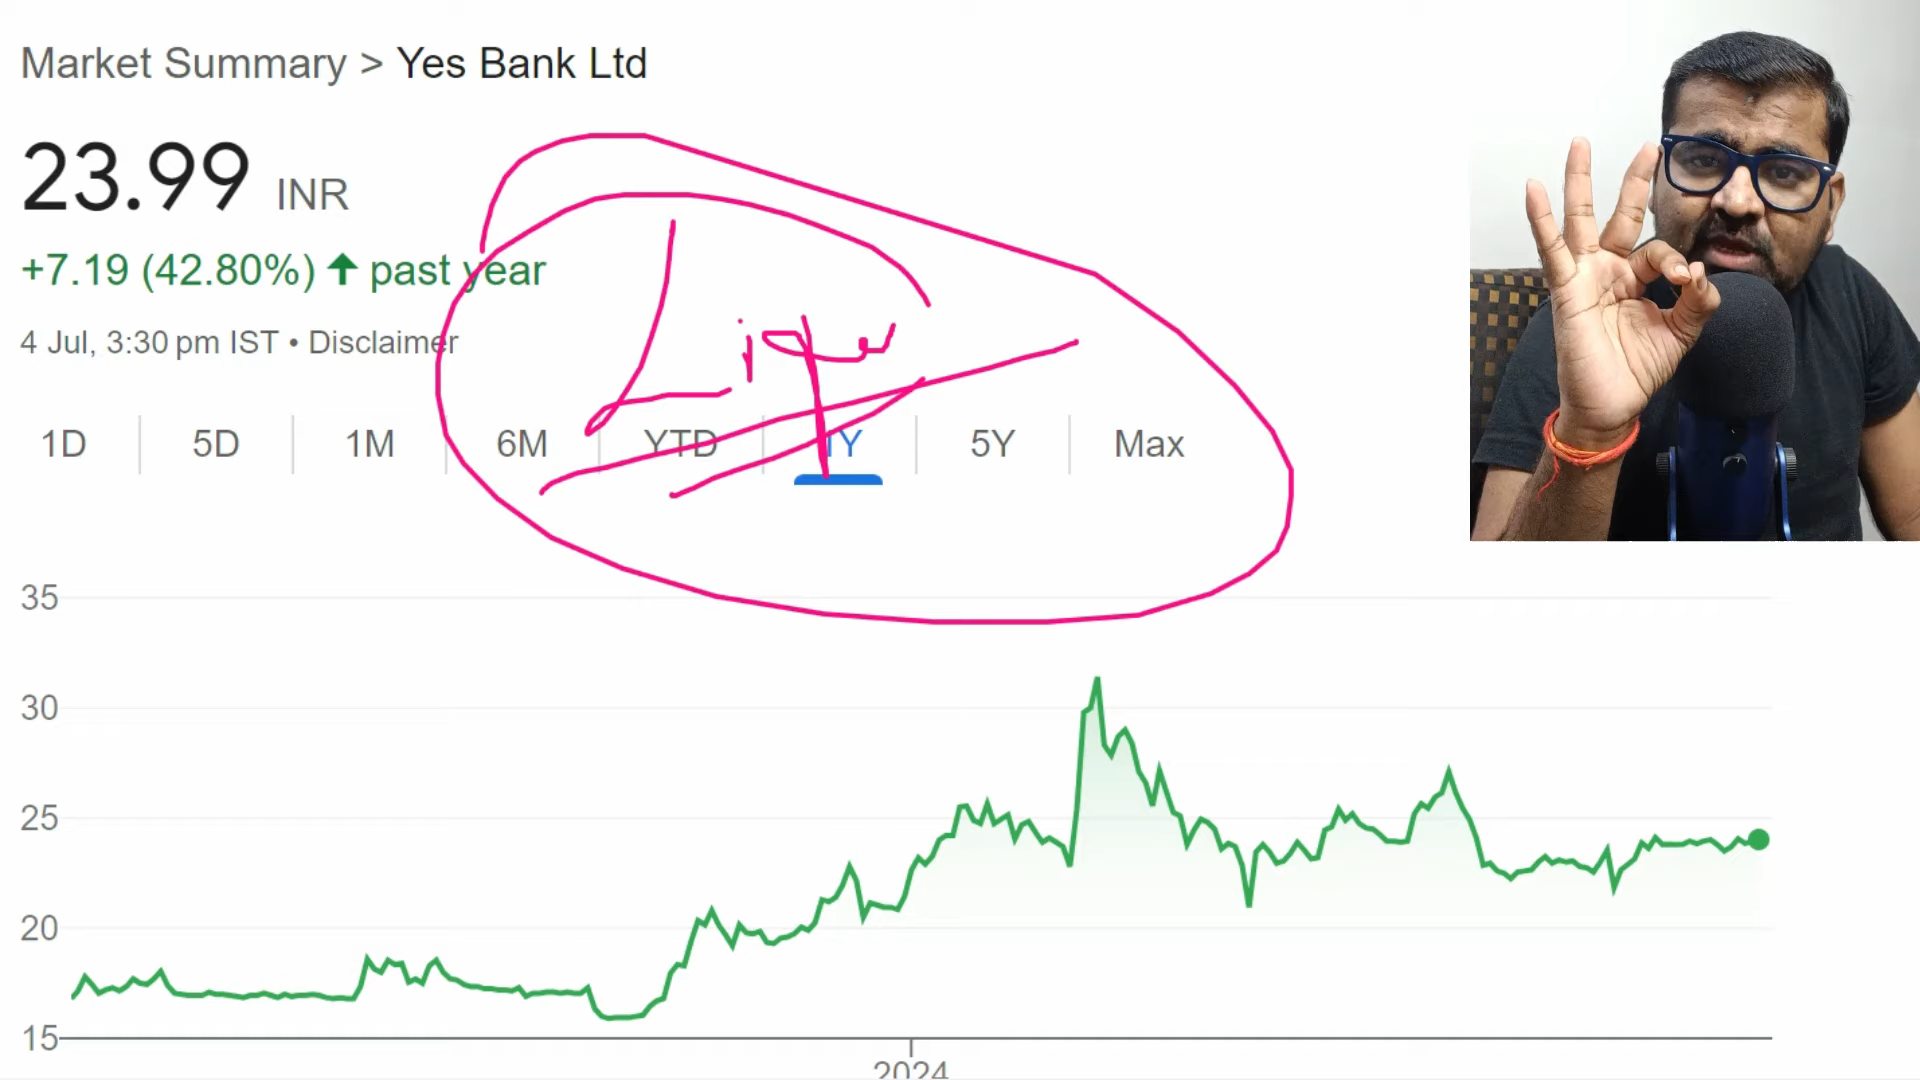 Market Summary > Yes Bank Ltd
23.99 INR
+7.19 (42.80%) ↑ past year
4 Jul, 3:30 pm IST • Disclaimer
Liqu
1D 5D 1M 6M YTD 1Y 5Y Max
35
30
25
20
15
2024